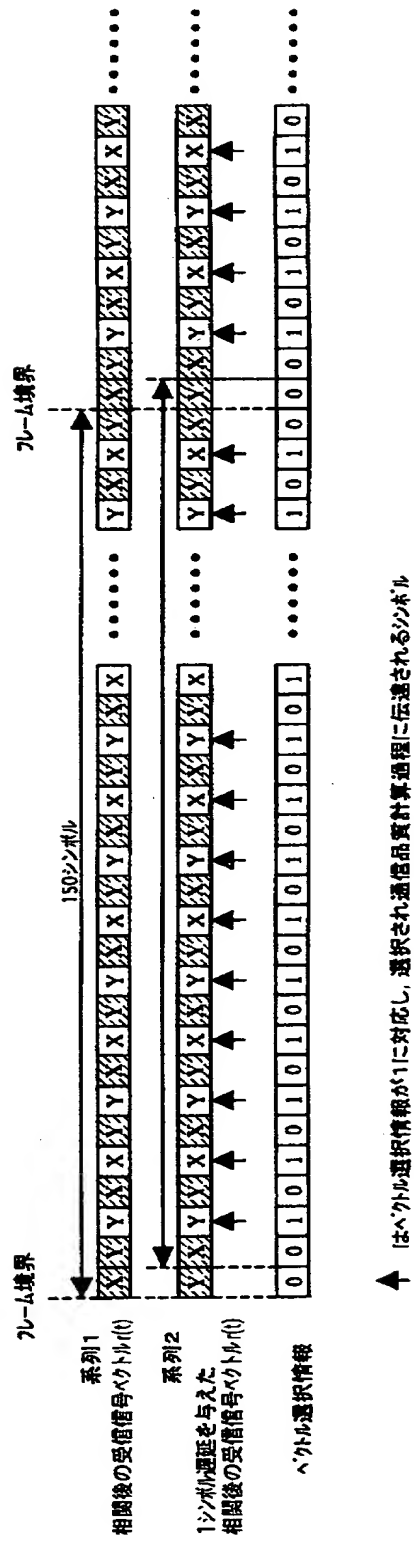 フレーム境界
フレーム境界
150シンボル
系列1
相関後の受信信号ベクトルr(t)
Y X Y X Y X Y X Y X ・・・・・・ Y X Y X Y X ・・・・・・
系列2
1シンボル遅延を与えた
相関後の受信信号ベクトルr(t)
Y X Y X Y X Y X Y X ・・・・・・ Y X Y X Y X ・・・・・・
ベクトル選択情報
0 0 1 0 1 0 1 0 1 0 1 0 1 0 1 0 1 0 1 0 1 ・・・・・・ 1 0 1 0 0 0 1 0 1 0 1 0 1 0 ・・・・・・
はベクトル選択情報が1に対応し，選択され通信品質計算過程に伝達されるシンボル